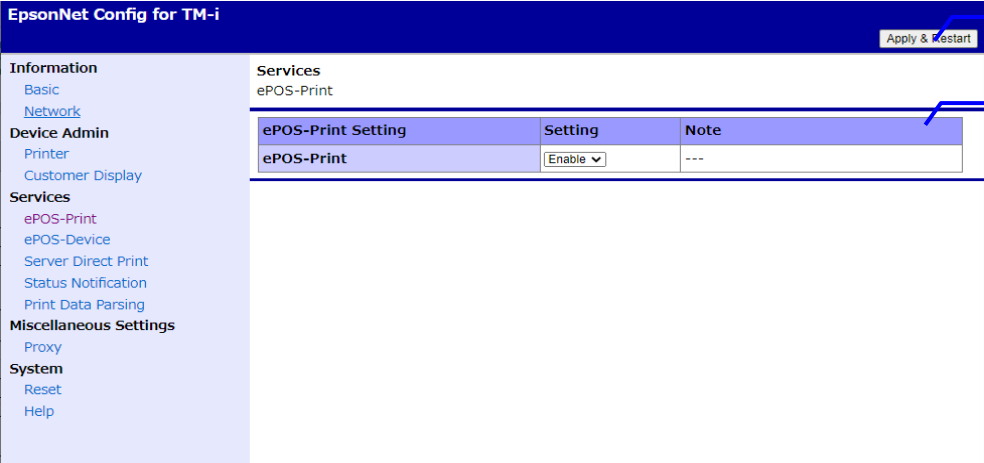 EpsonNet Config for TM-i
Apply & Restart
Information
Basic
Network
Device Admin
Printer
Customer Display
Services
ePOS-Print
ePOS-Device
Server Direct Print
Status Notification
Print Data Parsing
Miscellaneous Settings
Proxy
System
Reset
Help
Services
ePOS-Print
ePOS-Print Setting Setting Note
ePOS-Print Enable ---